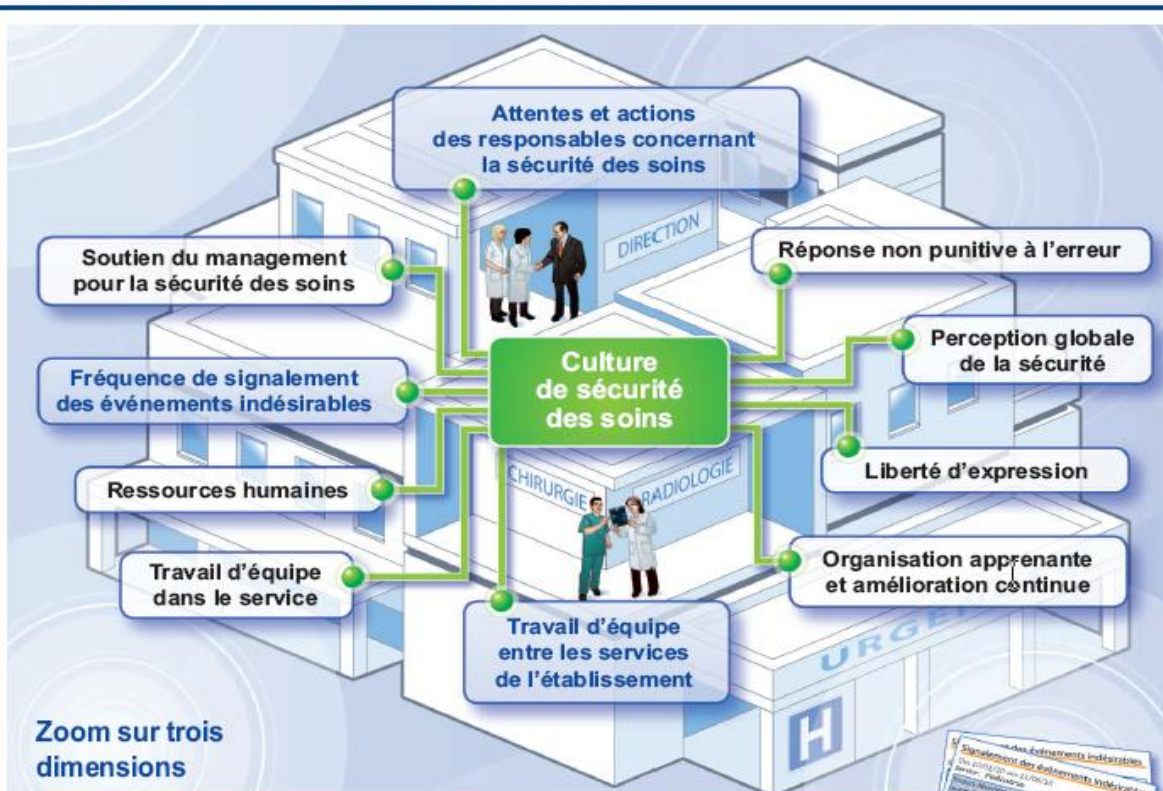 Attentes et actions
des responsables concernant
la sécurité des soins
DIRECTION
Soutien du management
pour la sécurité des soins
Réponse non punitive à l'erreur
Perception globale
de la sécurité
Culture
de sécurité
des soins
Fréquence de signalement
des événements indésirables
Liberté d'expression
CHIRURGIE
RADIOLOGIE
Ressources humaines
Organisation apprenante
et amélioration continue
Travail d'équipe
dans le service
Travail d'équipe
entre les services
de l'établissement
H
Zoom sur trois
dimensions
Signalement des événements indésirables